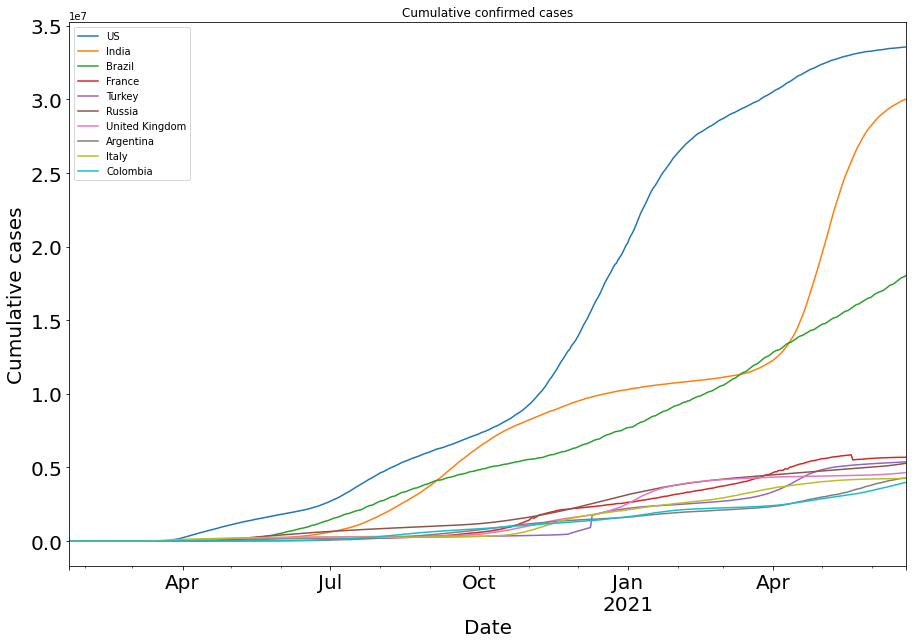 Cumulative confirmed cases
1e7
3.5
3.0
2.5
2.0
1.5
1.0
0.5
0.0
Cumulative cases
US
India
Brazil
France
Turkey
Russia
United Kingdom
Argentina
Italy
Colombia
Apr Jul Oct Jan Apr
2021
Date